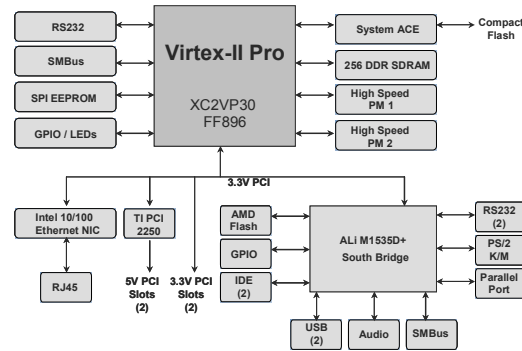 RS232
SMBus
SPI EEPROM
GPIO / LEDs
Virtex-II Pro
XC2VP30
FF896
System ACE
Compact
Flash
256 DDR SDRAM
High Speed
PM 1
High Speed
PM 2
3.3V PCI
Intel 10/100
Ethernet NIC
RJ45
TI PCI
2250
5V PCI
Slots
(2)
3.3V PCI
Slots
(2)
AMD
Flash
GPIO
IDE
(2)
ALi M1535D+
South Bridge
RS232
(2)
PS/2
K/M
Parallel
Port
USB
(2)
Audio
SMBus